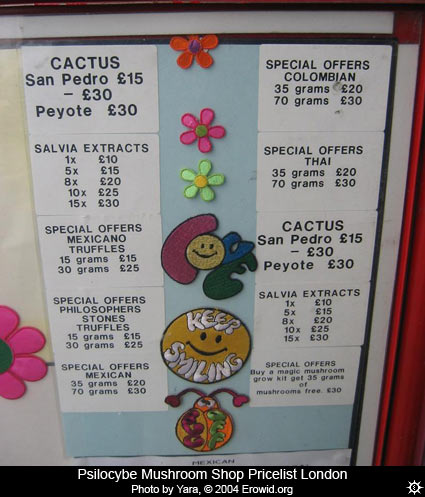 CACTUS
San Pedro £15
– £30
Peyote £30
SALVIA EXTRACTS
1x £10
5x £15
8x £20
10x £25
15x £30
SPECIAL OFFERS
MEXICANO
TRUFFLES
15 grams £15
30 grams £25
SPECIAL OFFERS
PHILOSOPHERS
STONES
TRUFFLES
15 grams £15
30 grams £25
SPECIAL OFFERS
MEXICAN
35 grams £20
70 grams £30
KEEP
SMILING
SPECIAL OFFERS
COLOMBIAN
35 grams £20
70 grams £30
SPECIAL OFFERS
THAI
35 grams £20
70 grams £30
CACTUS
San Pedro £15
– £30
Peyote £30
SALVIA EXTRACTS
1x £10
5x £15
8x £20
10x £25
15x £30
SPECIAL OFFERS
Buy a magic mushroom
grow kit get 35 grams
of
mushrooms free. £30
MEXICAN
Psilocybe Mushroom Shop Pricelist London
Photo by Yara, © 2004 Erowid.org